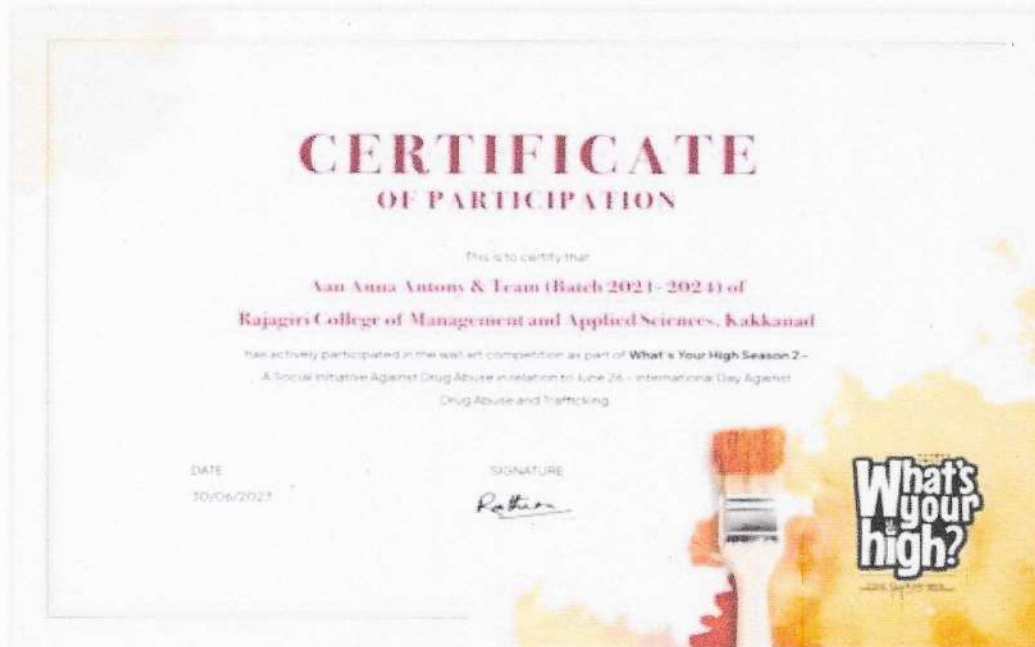 CERTIFICATE
OF PARTICIPATION
This is to certify that
Aan Anna Antony & Team (Batch 2021- 2024) of
Rajagiri College of Management and Applied Sciences, Kakkanad
has actively participated in the wall art competition as part of What's Your High Season 2 -
A Social Initiative Against Drug Abuse in relation to June 26 - International Day Against
Drug Abuse and Trafficking.
DATE
SIGNATURE
30/06/2023
What's
your
high?